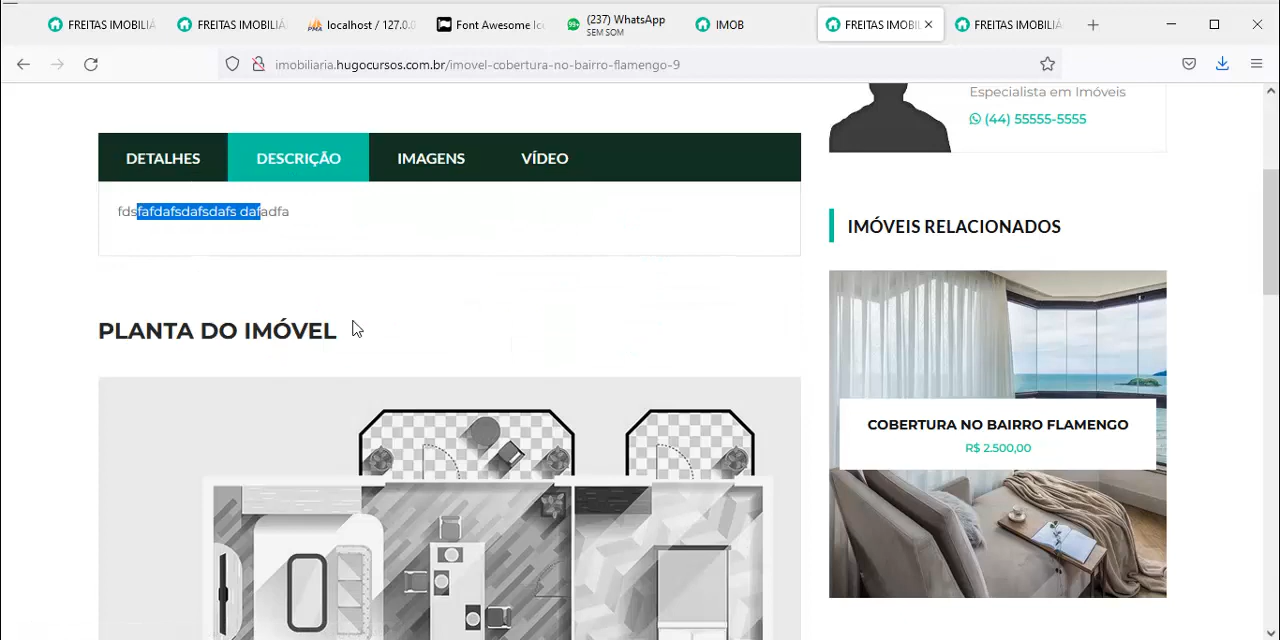 FREITAS IMOBILIÁ
FREITAS IMOBILIÁ
localhost / 127.0.0
Font Awesome Ico
(237) WhatsApp
SEM SOM
IMOB
FREITAS IMOBIL
FREITAS IMOBILIÁ
imobiliaria.hugocursos.com.br/imovel-cobertura-no-bairro-flamengo-9
Especialista em Imóveis
(44) 55555-5555
DETALHES
DESCRIÇÃO
IMAGENS
VÍDEO
fdsfafdafsdafsdafs dafadfa
IMÓVEIS RELACIONADOS
PLANTA DO IMÓVEL
COBERTURA NO BAIRRO FLAMENGO
R$ 2.500,00